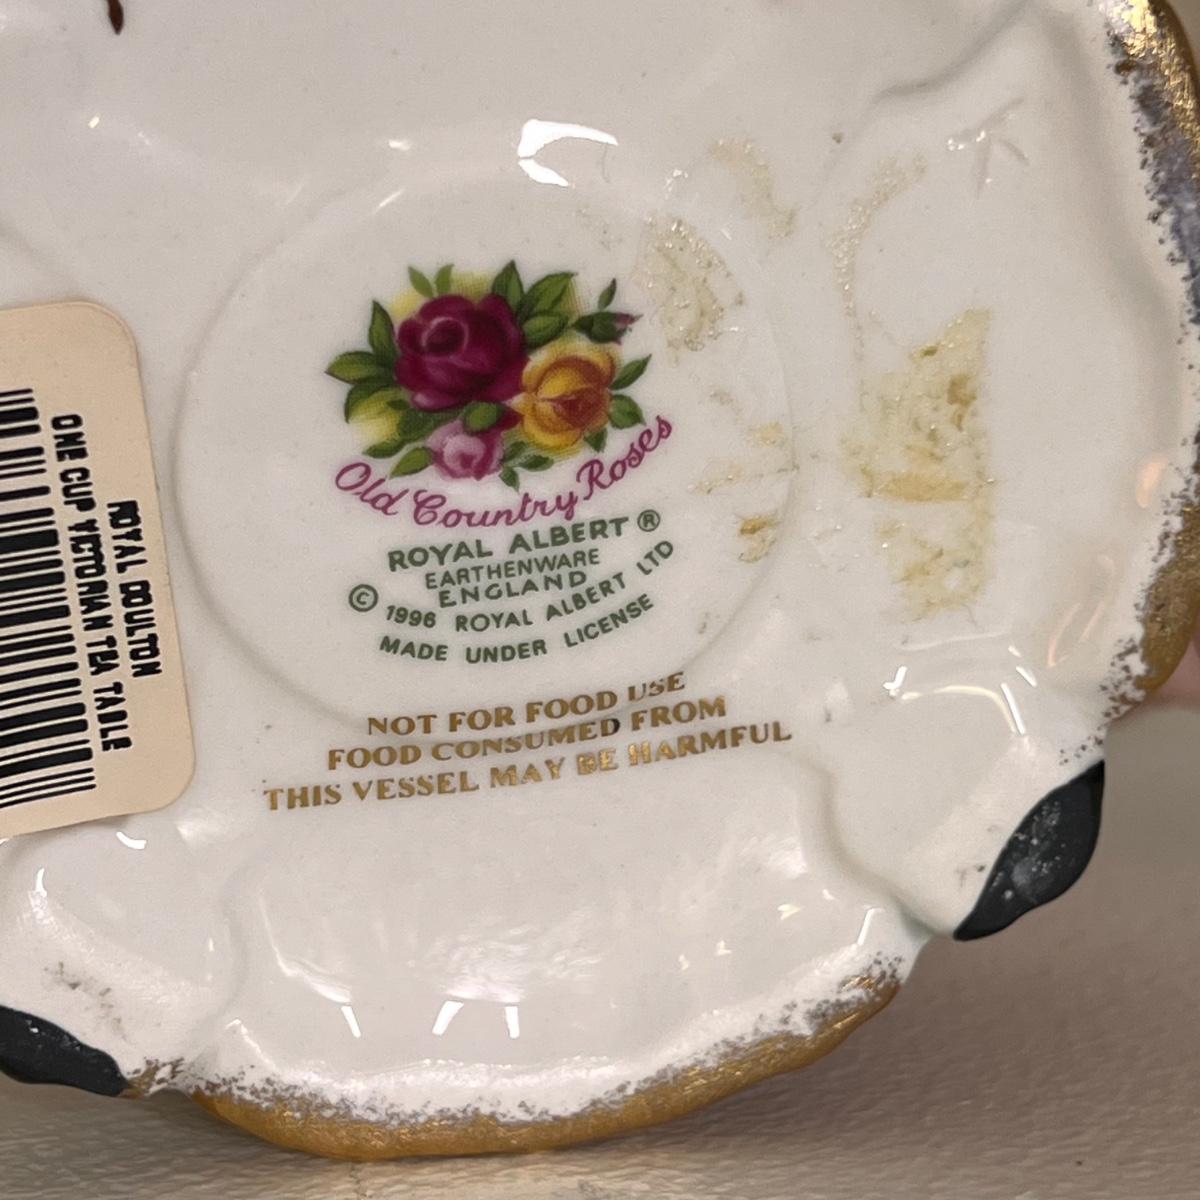 Old Country Roses
ROYAL ALBERT ®
EARTHENWARE
ENGLAND
© 1996 ROYAL ALBERT LTD
MADE UNDER LICENSE
NOT FOR FOOD USE
FOOD CONSUMED FROM
THIS VESSEL MAY BE HARMFUL
ROYAL DOULTON
ONE CUP VICTORIAN TEA TABLE